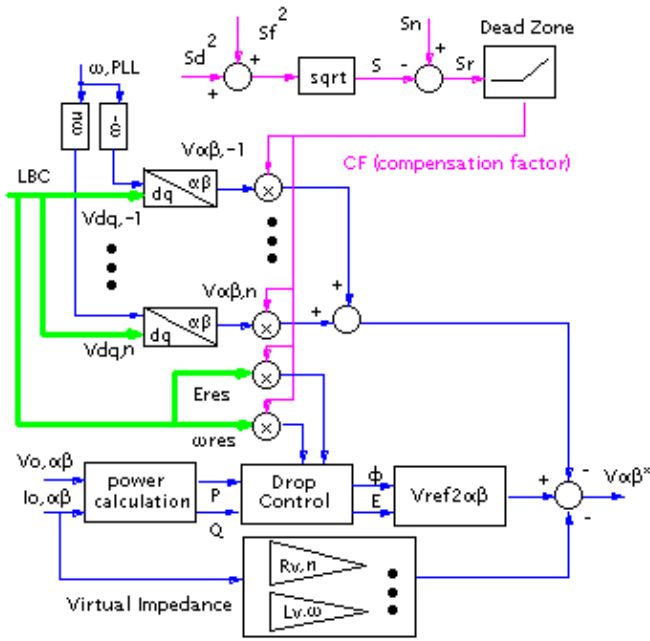 Sf²
Sn
Dead Zone
Sd²
+
+
sqrt
S
-
+
Sr
ω,PLL
nω
-ω
Vαβ,-1
CF (compensation factor)
LBC
αβ
dq
×
Vdq,-1
Vαβ,n
+
+
αβ
dq
×
Vdq,n
×
Eres
×
ωres
Vo,αβ
Io,αβ
power
calculation
P
Q
Drop
Control
ϕ
E
Vref2αβ
+
-
-
Vαβ*
Rv,n
Lv.ω
Virtual Impedance